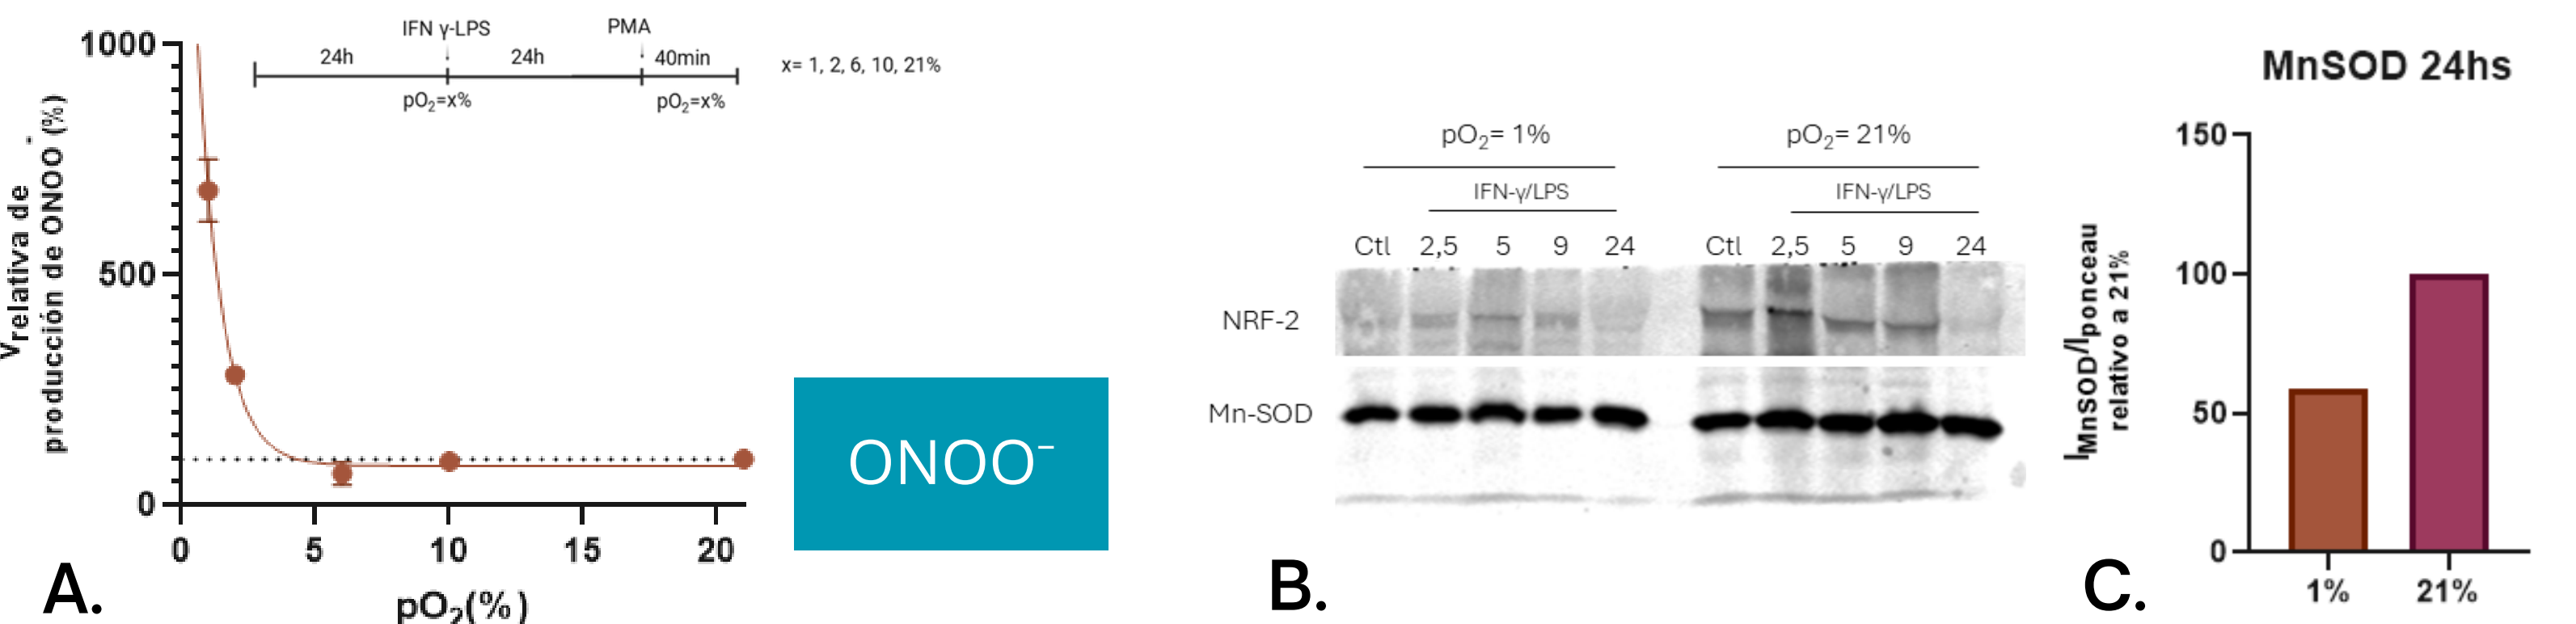 IFN γ-LPS
PMA
24h
24h
40min
pO₂=x%
pO₂=x%
x= 1, 2, 6, 10, 21%
1000
500
0
0 5 10 15 20
Vrelativa de
producción de ONOO⁻ (%)
pO₂(%)
A.
ONOO⁻
pO₂= 1%
pO₂= 21%
IFN-γ/LPS
IFN-γ/LPS
Ctl 2,5 5 9 24
Ctl 2,5 5 9 24
NRF-2
Mn-SOD
B.
MnSOD 24hs
150
100
50
0
1% 21%
IMnSOD/Iponceau
relativo a 21%
C.